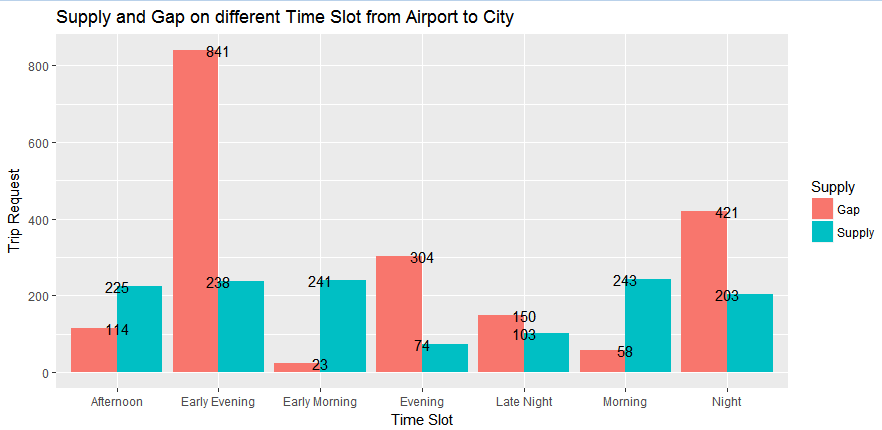 Supply and Gap on different Time Slot from Airport to City
Trip Request
800
600
400
200
0
841
421
304
225
238
241
243
203
150
114
103
74
58
23
Afternoon
Early Evening
Early Morning
Evening
Late Night
Morning
Night
Time Slot
Supply
Gap
Supply